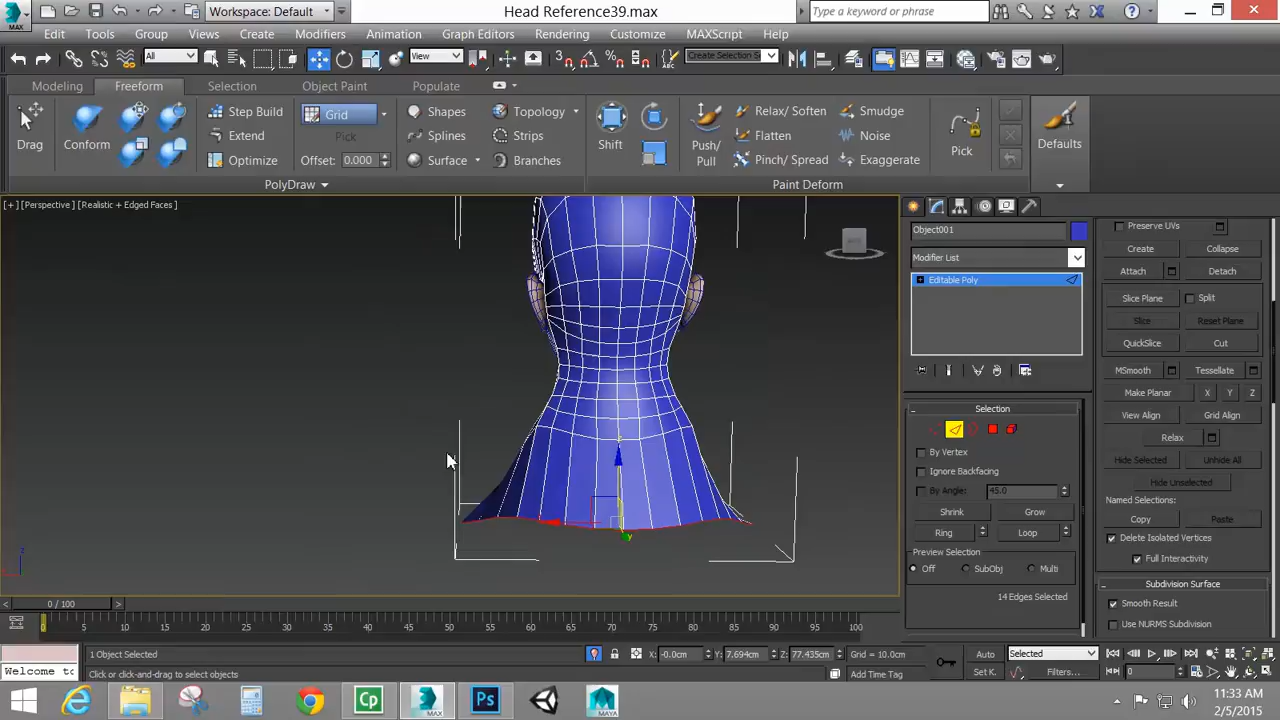 Workspace: Default
Head Reference39.max
Type a keyword or phrase
MAX
Edit Tools Group Views Create Modifiers Animation Graph Editors Rendering Customize MAXScript Help
All
View
Create Selection S
Modeling Freeform Selection Object Paint Populate
Drag
Conform
Step Build
Extend
Optimize
Grid
Pick
Offset: 0.000
Shapes
Splines
Surface
Topology
Strips
Branches
Shift
Push/ Pull
Relax/ Soften
Flatten
Pinch/ Spread
Smudge
Noise
Exaggerate
Pick
Defaults
PolyDraw
Paint Deform
[+] [Perspective] [Realistic + Edged Faces]
Object001
Modifier List
Editable Poly
Selection
By Vertex
Ignore Backfacing
By Angle: 45.0
Shrink Grow
Ring Loop
Preview Selection
Off SubObj Multi
14 Edges Selected
Preserve UVs
Create Collapse
Attach Detach
Slice Plane Split
Slice Reset Plane
QuickSlice Cut
MSmooth Tessellate
Make Planar X Y Z
View Align Grid Align
Relax
Hide Selected Unhide All
Hide Unselected
Named Selections:
Copy Paste
Delete Isolated Vertices
Full Interactivity
Subdivision Surface
Smooth Result
Use NURMS Subdivision
0 / 100
0 5 10 15 20 25 30 35 40 45 50 55 60 65 70 75 80 85 90 95 100
1 Object Selected
X: -0.0cm Y: 7.694cm Z: 77.435cm Grid = 10.0cm
Auto Selected
Welcome to
Click or click-and-drag to select objects
Add Time Tag
Set K. Filters...
0
11:33 AM
2/5/2015